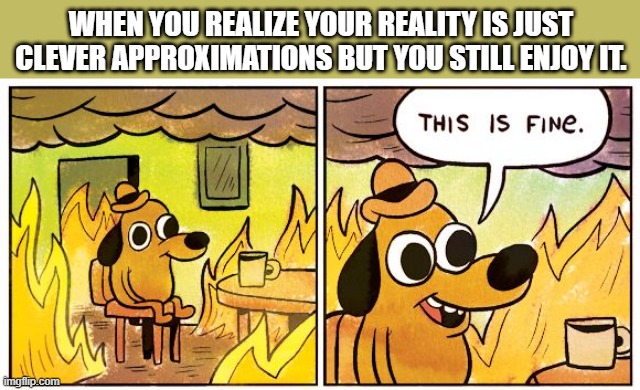 WHEN YOU REALIZE YOUR REALITY IS JUST
CLEVER APPROXIMATIONS BUT YOU STILL ENJOY IT.
THIS IS FINE.
imgflip.com